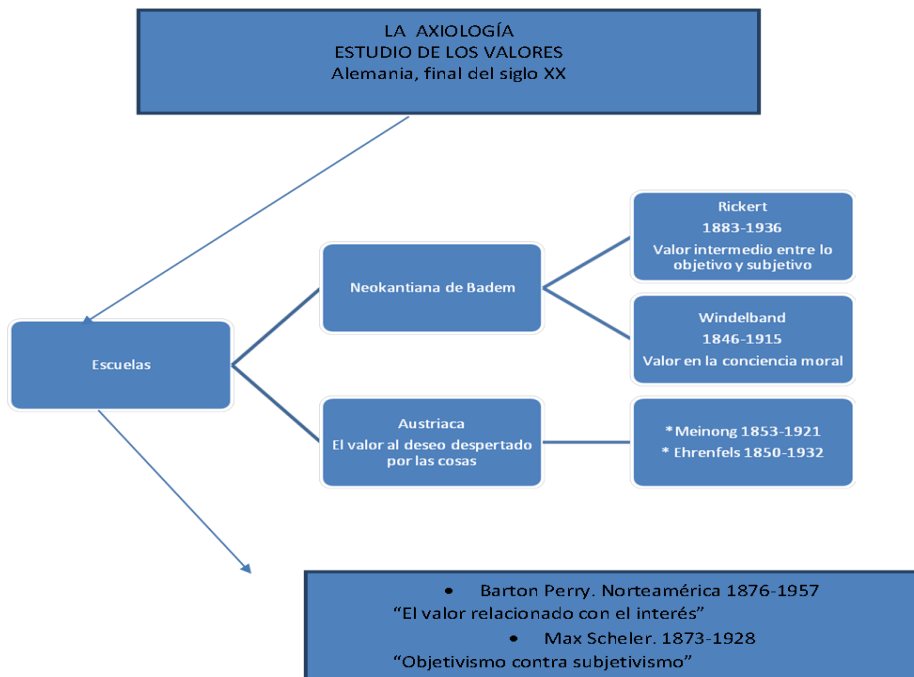 LA AXIOLOGÍA
ESTUDIO DE LOS VALORES
Alemania, final del siglo XX
Escuelas
Neokantiana de Badem
Rickert
1883-1936
Valor intermedio entre lo
objetivo y subjetivo
Windelband
1846-1915
Valor en la conciencia moral
Austriaca
El valor al deseo despertado
por las cosas
*Meinong 1853-1921
* Ehrenfels 1850-1932
• Barton Perry. Norteamérica 1876-1957
“El valor relacionado con el interés”
• Max Scheler. 1873-1928
“Objetivismo contra subjetivismo”